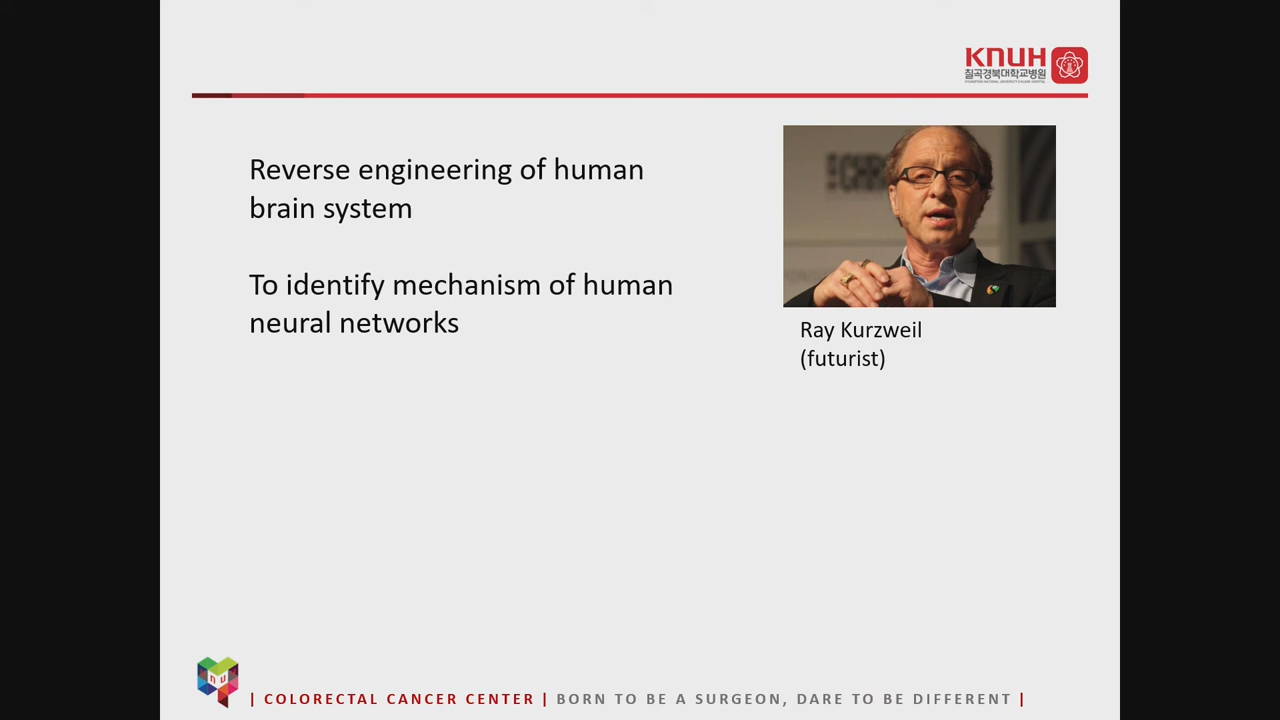 KNUH
칠곡경북대학교병원
Reverse engineering of human
brain system
To identify mechanism of human
neural networks
Ray Kurzweil
(futurist)
| COLORECTAL CANCER CENTER | BORN TO BE A SURGEON, DARE TO BE DIFFERENT |